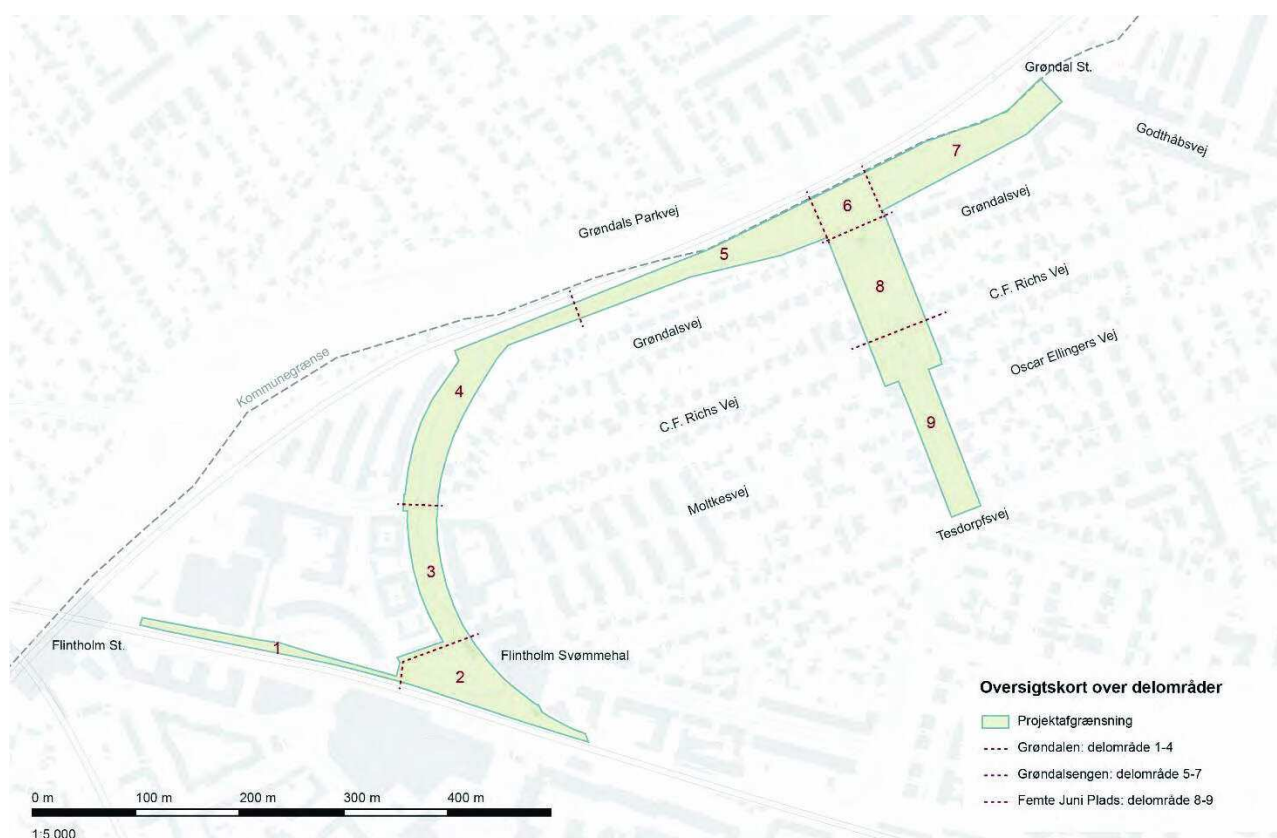 Grøndal St.
Godthåbsvej
7
6
Grøndalsvej
Grøndals Parkvej
5
8
C.F. Richs Vej
Grøndalsvej
Oscar Ellingers Vej
Kommunegrænse
4
C.F. Richs Vej
9
Moltkesvej
Tesdorpfsvej
3
1
Flintholm St.
Flintholm Svømmehal
2
Oversigtskort over delområder
Projektafgrænsning
Grøndalen: delområde 1-4
Grøndalsengen: delområde 5-7
Femte Juni Plads: delområde 8-9
0 m 100 m 200 m 300 m 400 m
1:5 000